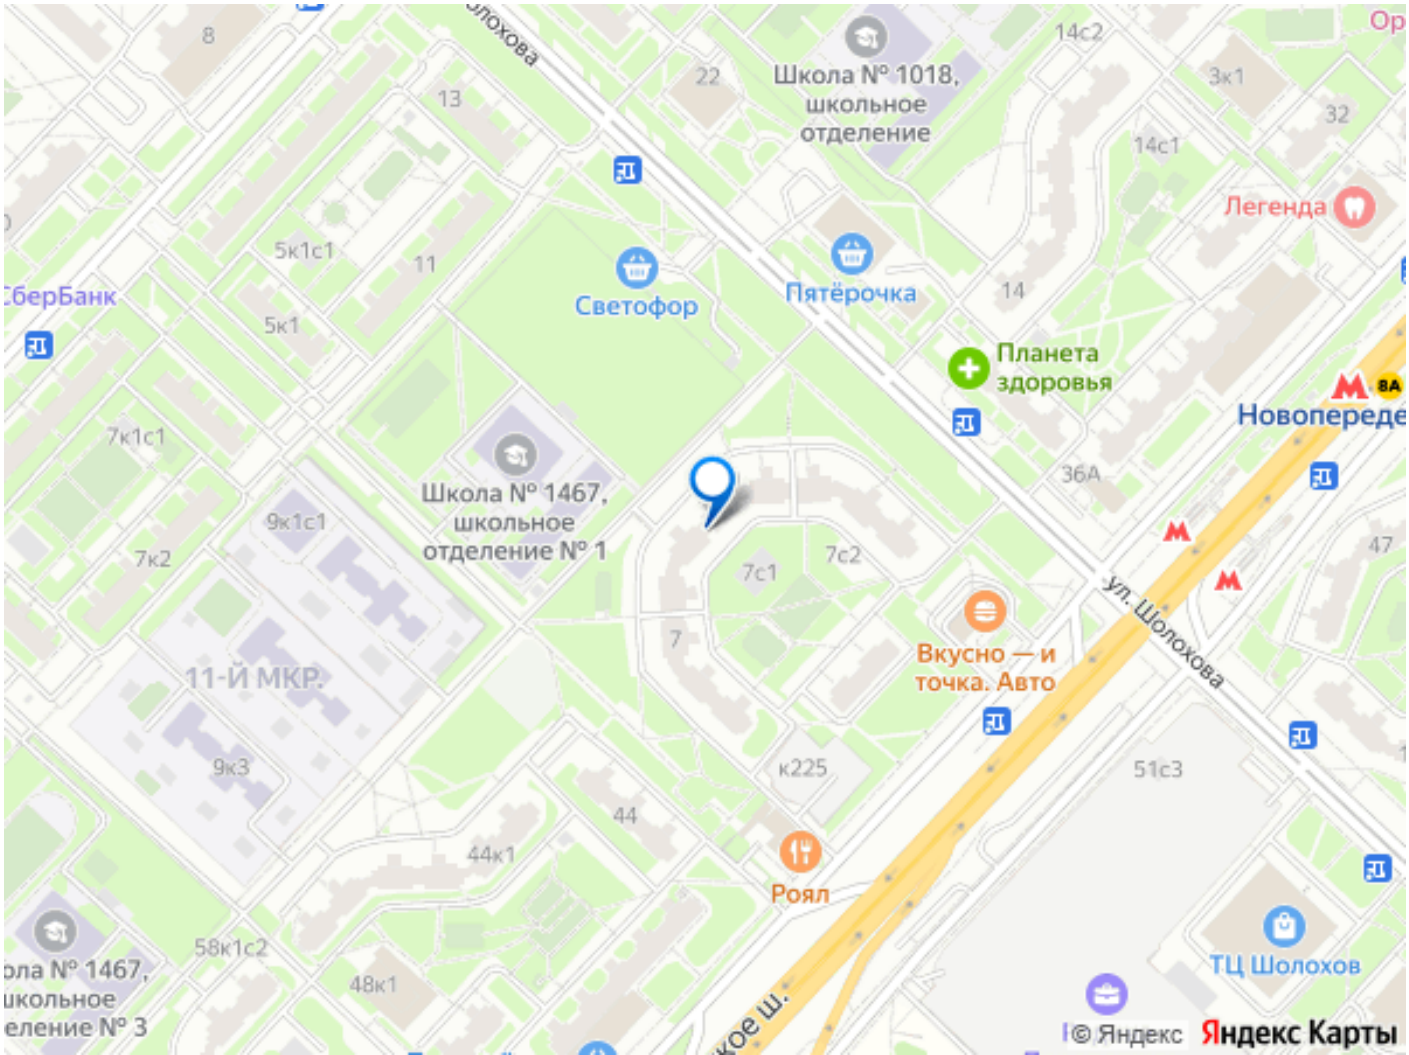 8
олохова
13
22
Школа № 1018,
школьное
отделение
14с2
Ор
3к1
32
14с1
Легенда
5к1с1
11
5к1
СберБанк
Светофор
Пятёрочка
14
Планета
здоровья
8А
Новопереде
7к1с1
36А
Школа № 1467,
школьное
отделение № 1
9к1с1
7к2
7с1
7с2
47
ул. Шолохова
7
Вкусно — и
точка. Авто
11-Й МКР.
9к3
к225
51с3
44
44к1
Роял
58к1с2
ола № 1467,
школьное
еление № 3
48к1
ТЦ Шолохов
кое ш.
© Яндекс
Яндекс Карты